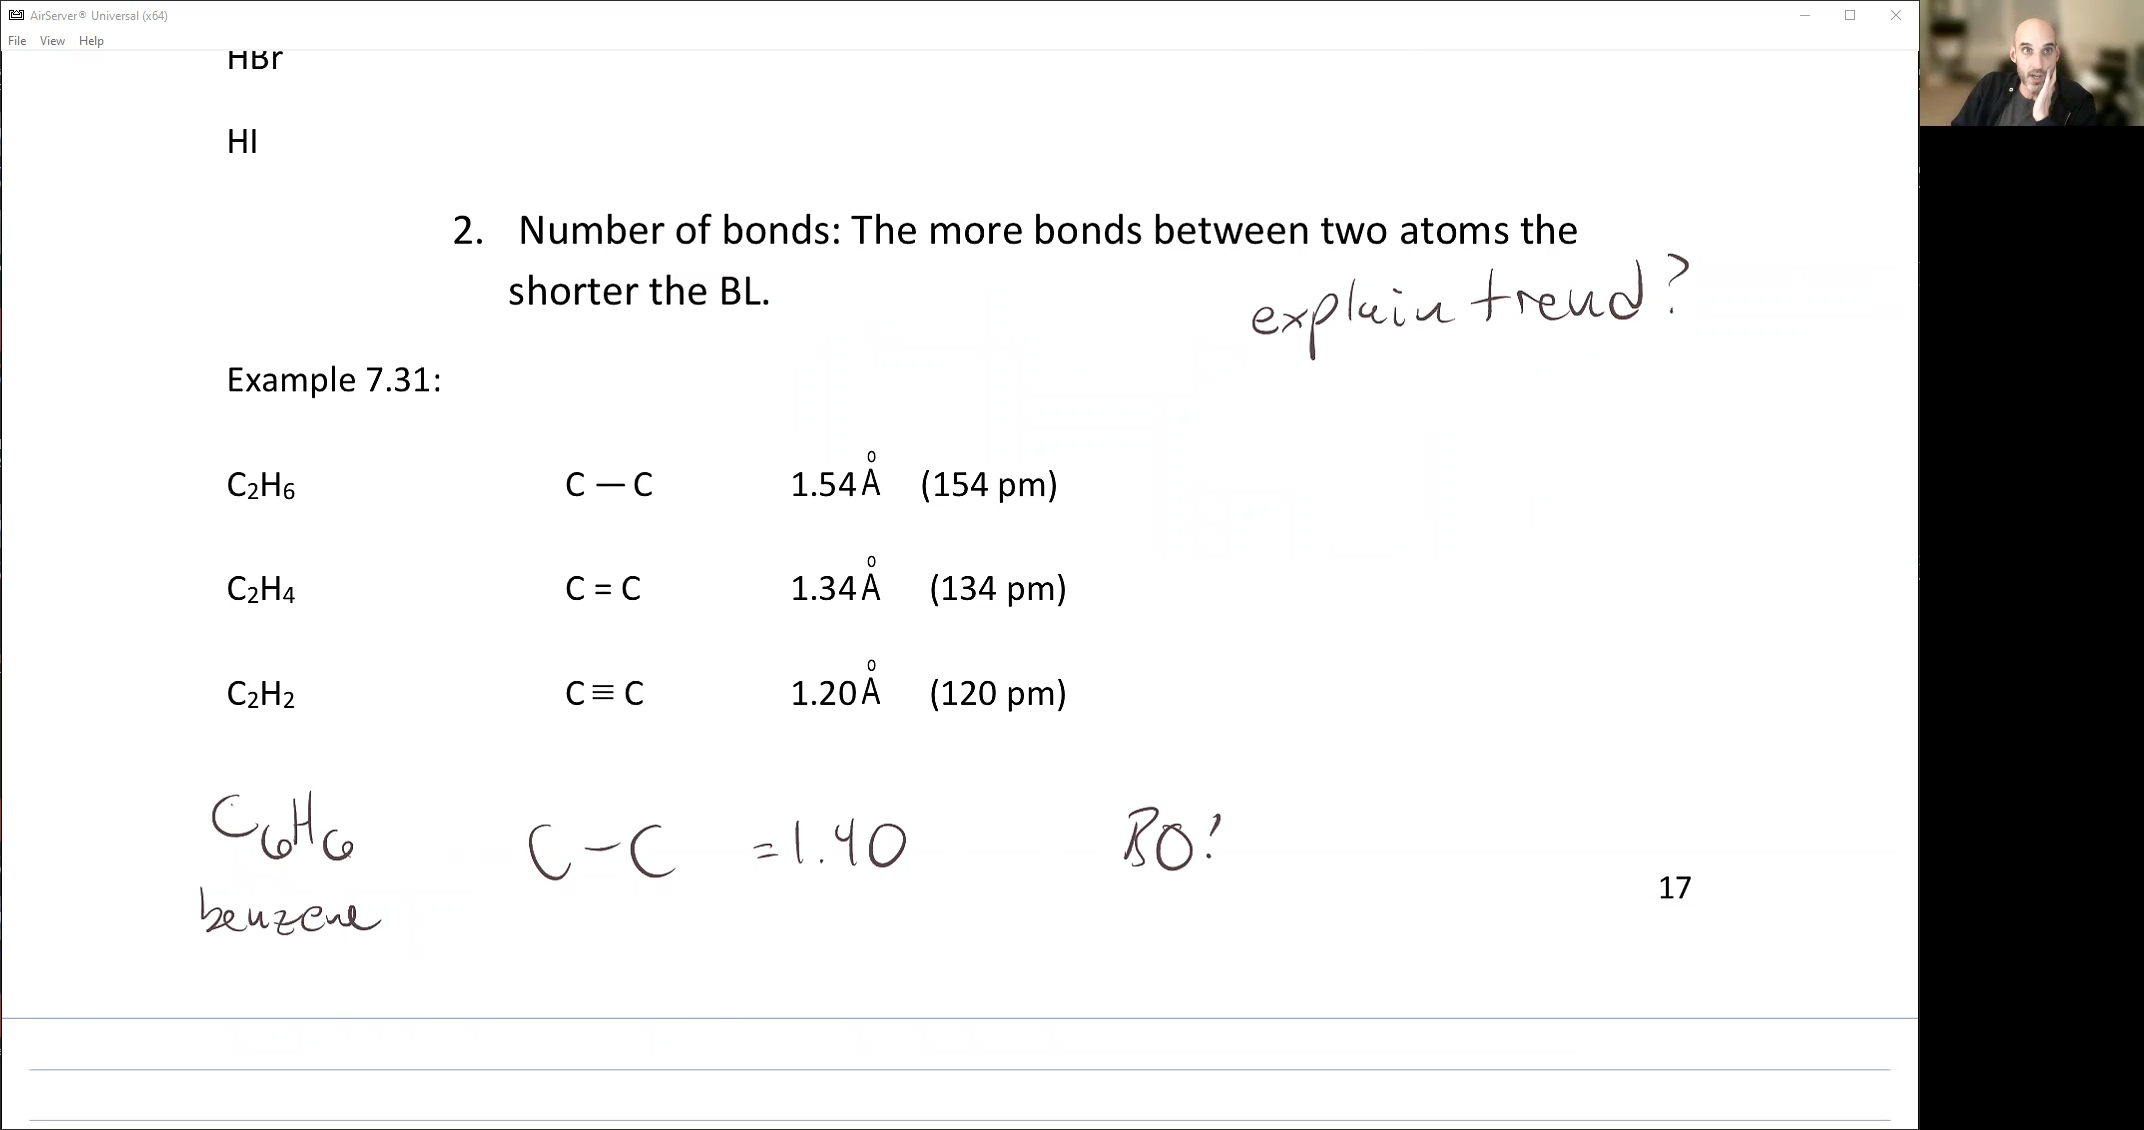 AirServer® Universal (x64)
File View Help
HBr
HI
2. Number of bonds: The more bonds between two atoms the
shorter the BL.
explain trend?
Example 7.31:
C₂H₆ C — C 1.54 Å (154 pm)
C₂H₄ C = C 1.34 Å (134 pm)
C₂H₂ C ≡ C 1.20 Å (120 pm)
C₆H₆ C – C = 1.40 BO?
benzene
17